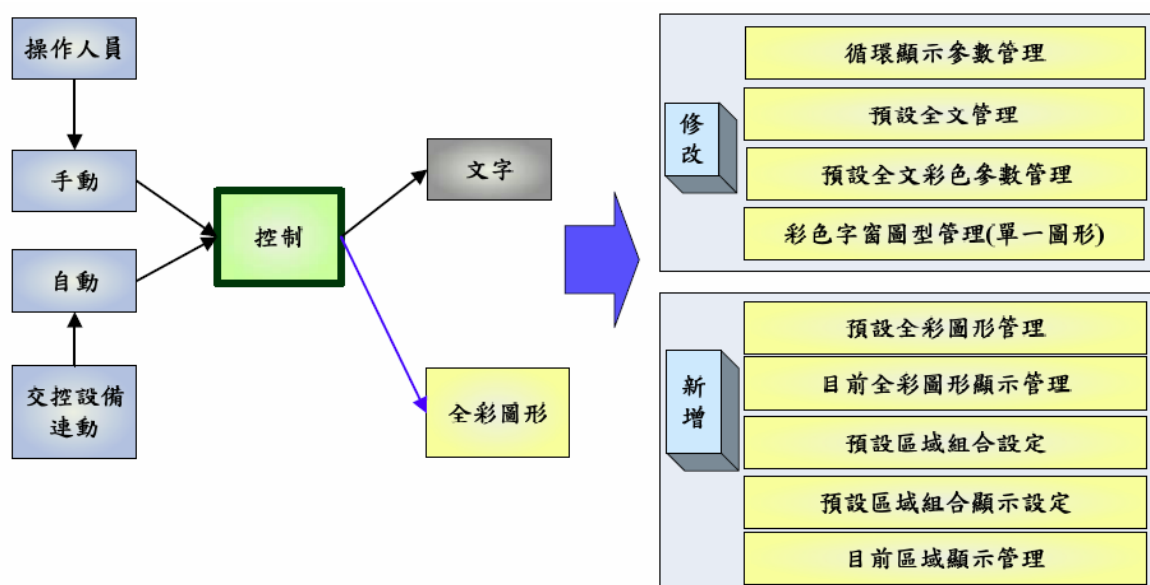 操作人員
手動
自動
交控設備
連動
控制
文字
全彩圖形
修
改
循環顯示參數管理
預設全文管理
預設全文彩色參數管理
彩色字窗圖型管理(單一圖形)
新
增
預設全彩圖形管理
目前全彩圖形顯示管理
預設區域組合設定
預設區域組合顯示設定
目前區域顯示管理